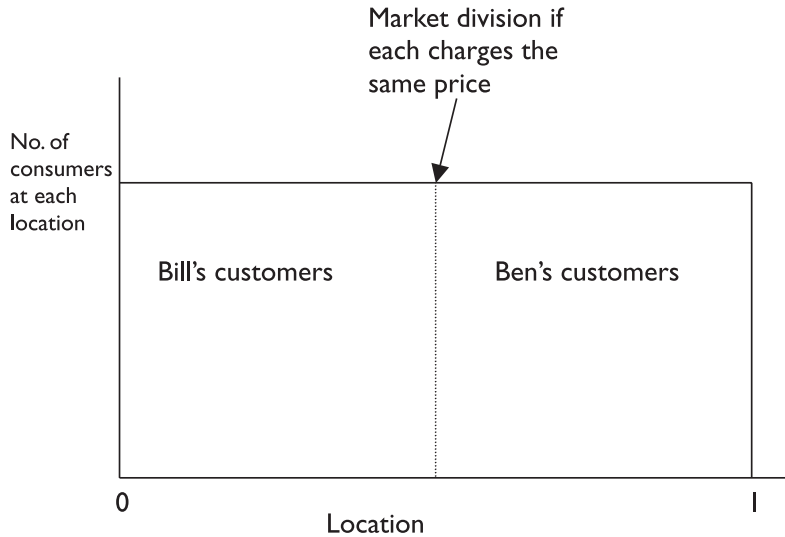 Market division if
each charges the
same price
No. of
consumers
at each
location
Bill's customers
Ben's customers
0
1
Location